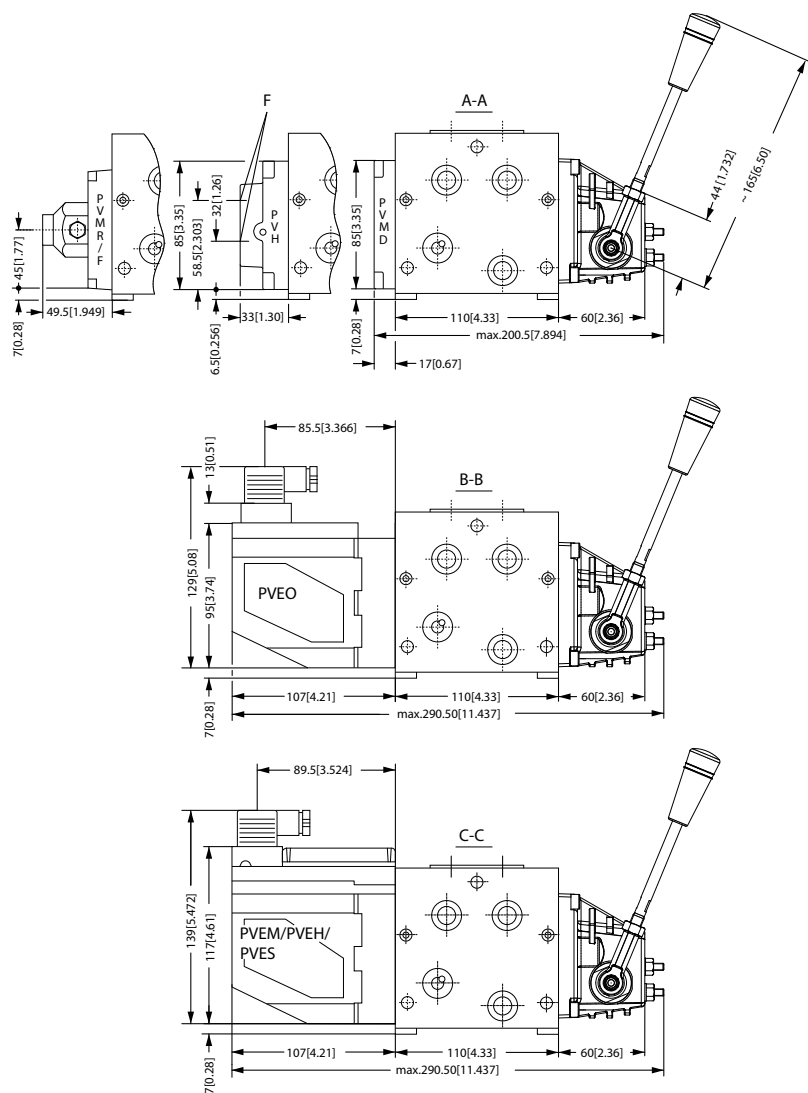 F
A-A
44 [1.732]
~ 165[6.50]
PVMR/F
45[1.77]
7[0.28]
49.5[1.949]
85[3.35]
58.5[2.303]
32[1.26]
PVH
6.5[0.256]
33[1.30]
85[3.35]
PVMD
7[0.28]
17[0.67]
110[4.33]
60[2.36]
max.200.5[7.894]
85.5[3.366]
13[0.51]
B-B
129[5.08]
95[3.74]
PVEO
7[0.28]
107[4.21]
110[4.33]
60[2.36]
max.290.50[11.437]
89.5[3.524]
C-C
139[5.472]
117[4.61]
PVEM/PVEH/
PVES
7[0.28]
107[4.21]
110[4.33]
60[2.36]
max.290.50[11.437]